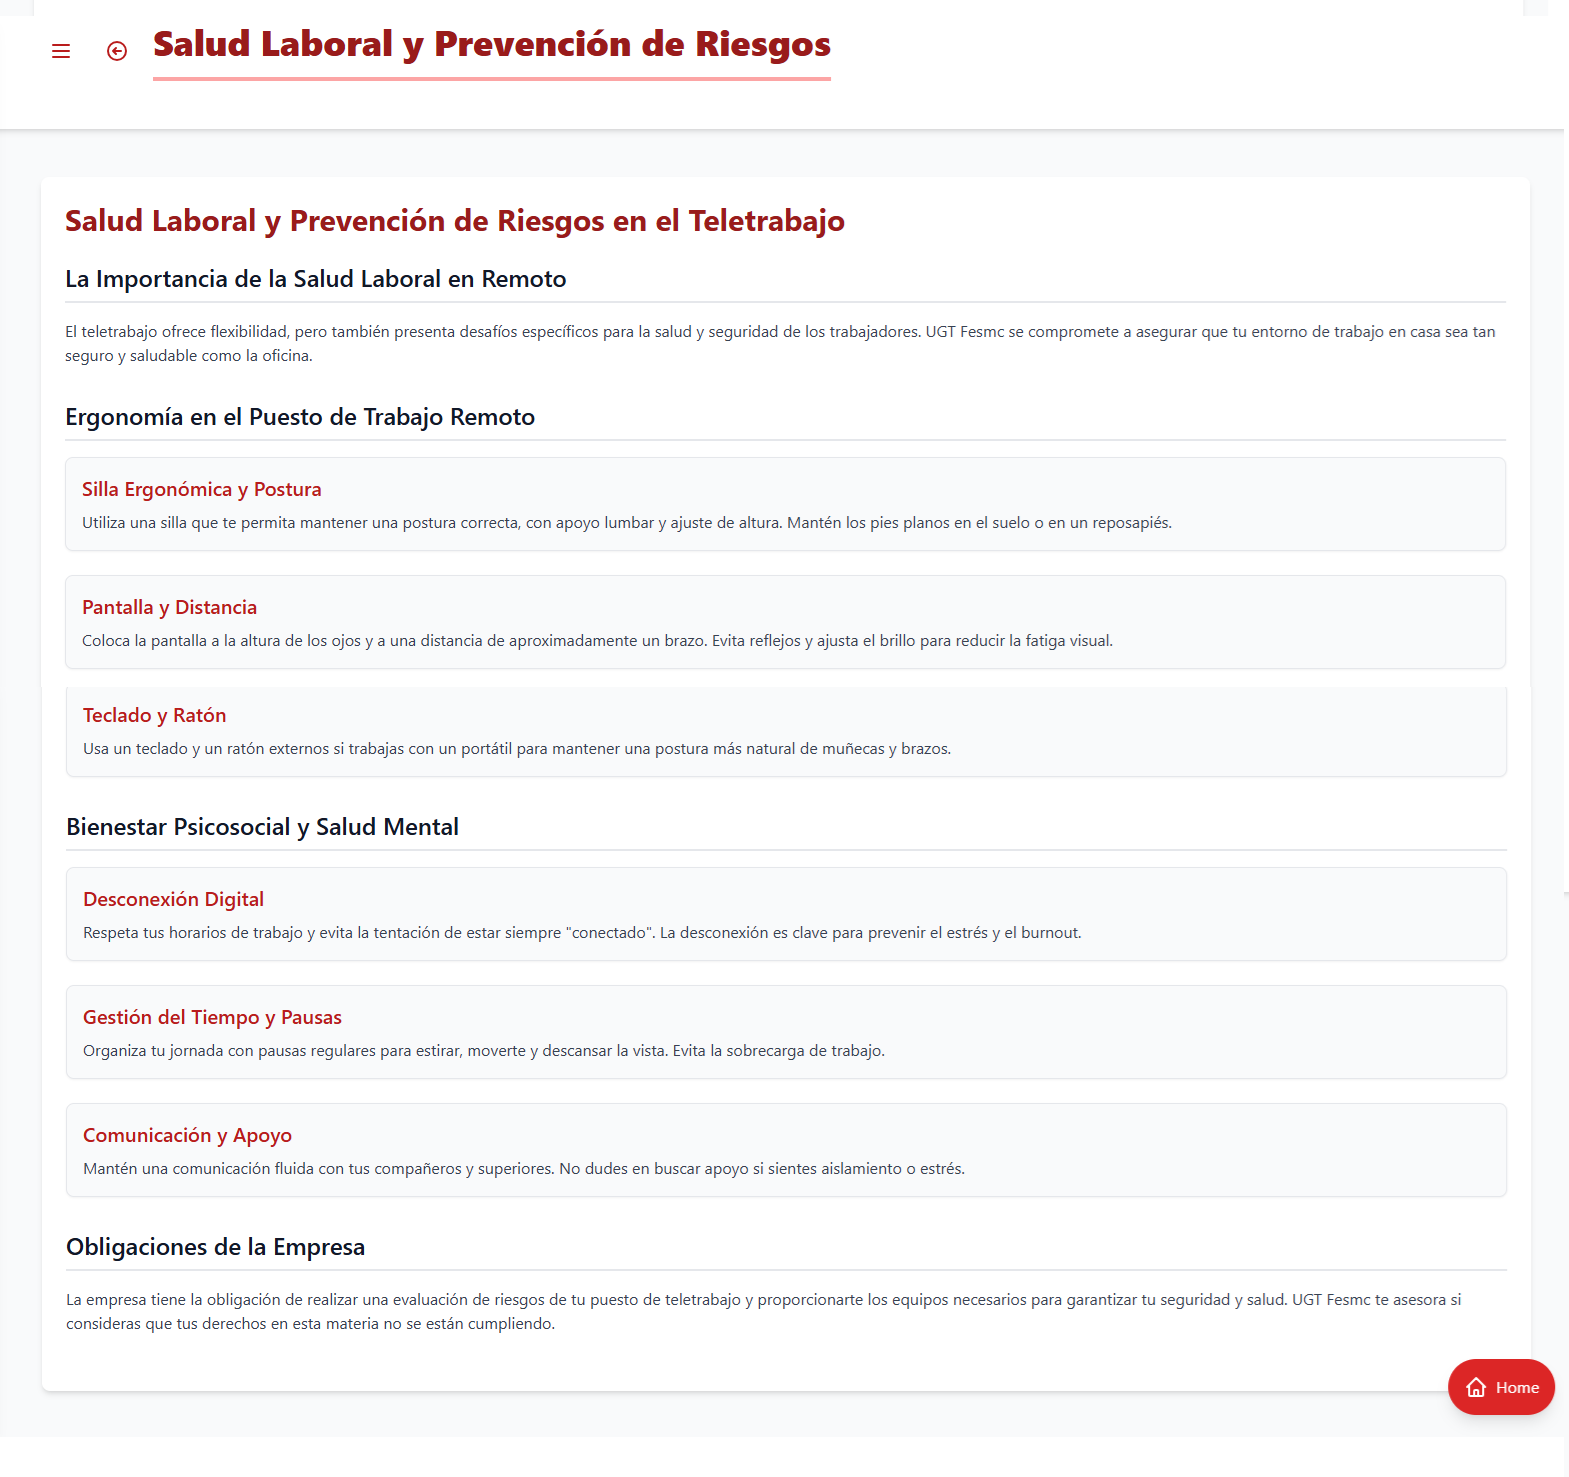 Salud Laboral y Prevención de Riesgos
Salud Laboral y Prevención de Riesgos en el Teletrabajo
La Importancia de la Salud Laboral en Remoto
El teletrabajo ofrece flexibilidad, pero también presenta desafíos específicos para la salud y seguridad de los trabajadores. UGT Fesmc se compromete a asegurar que tu entorno de trabajo en casa sea tan
seguro y saludable como la oficina.
Ergonomía en el Puesto de Trabajo Remoto
Silla Ergonómica y Postura
Utiliza una silla que te permita mantener una postura correcta, con apoyo lumbar y ajuste de altura. Mantén los pies planos en el suelo o en un reposapiés.
Pantalla y Distancia
Coloca la pantalla a la altura de los ojos y a una distancia de aproximadamente un brazo. Evita reflejos y ajusta el brillo para reducir la fatiga visual.
Teclado y Ratón
Usa un teclado y un ratón externos si trabajas con un portátil para mantener una postura más natural de muñecas y brazos.
Bienestar Psicosocial y Salud Mental
Desconexión Digital
Respeta tus horarios de trabajo y evita la tentación de estar siempre "conectado". La desconexión es clave para prevenir el estrés y el burnout.
Gestión del Tiempo y Pausas
Organiza tu jornada con pausas regulares para estirar, moverte y descansar la vista. Evita la sobrecarga de trabajo.
Comunicación y Apoyo
Mantén una comunicación fluida con tus compañeros y superiores. No dudes en buscar apoyo si sientes aislamiento o estrés.
Obligaciones de la Empresa
La empresa tiene la obligación de realizar una evaluación de riesgos de tu puesto de teletrabajo y proporcionarte los equipos necesarios para garantizar tu seguridad y salud. UGT Fesmc te asesora si
consideras que tus derechos en esta materia no se están cumpliendo.
Home